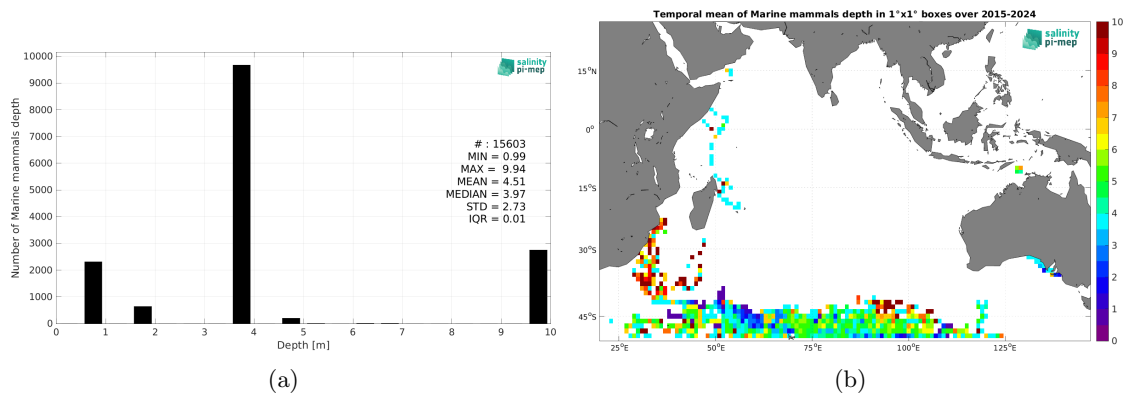 Number of Marine mammals depth
10000
9000
8000
7000
6000
5000
4000
3000
2000
1000
0
0 1 2 3 4 5 6 7 8 9 10
Depth [m]
salinity
pi-mep
# : 15603
MIN = 0.99
MAX = 9.94
MEAN = 4.51
MEDIAN = 3.97
STD = 2.73
IQR = 0.01
(a)
Temporal mean of Marine mammals depth in 1°x1° boxes over 2015-2024
salinity
pi-mep
15°N
0°
15°S
30°S
45°S
25°E 50°E 75°E 100°E 125°E
10
9
8
7
6
5
4
3
2
1
0
(b)